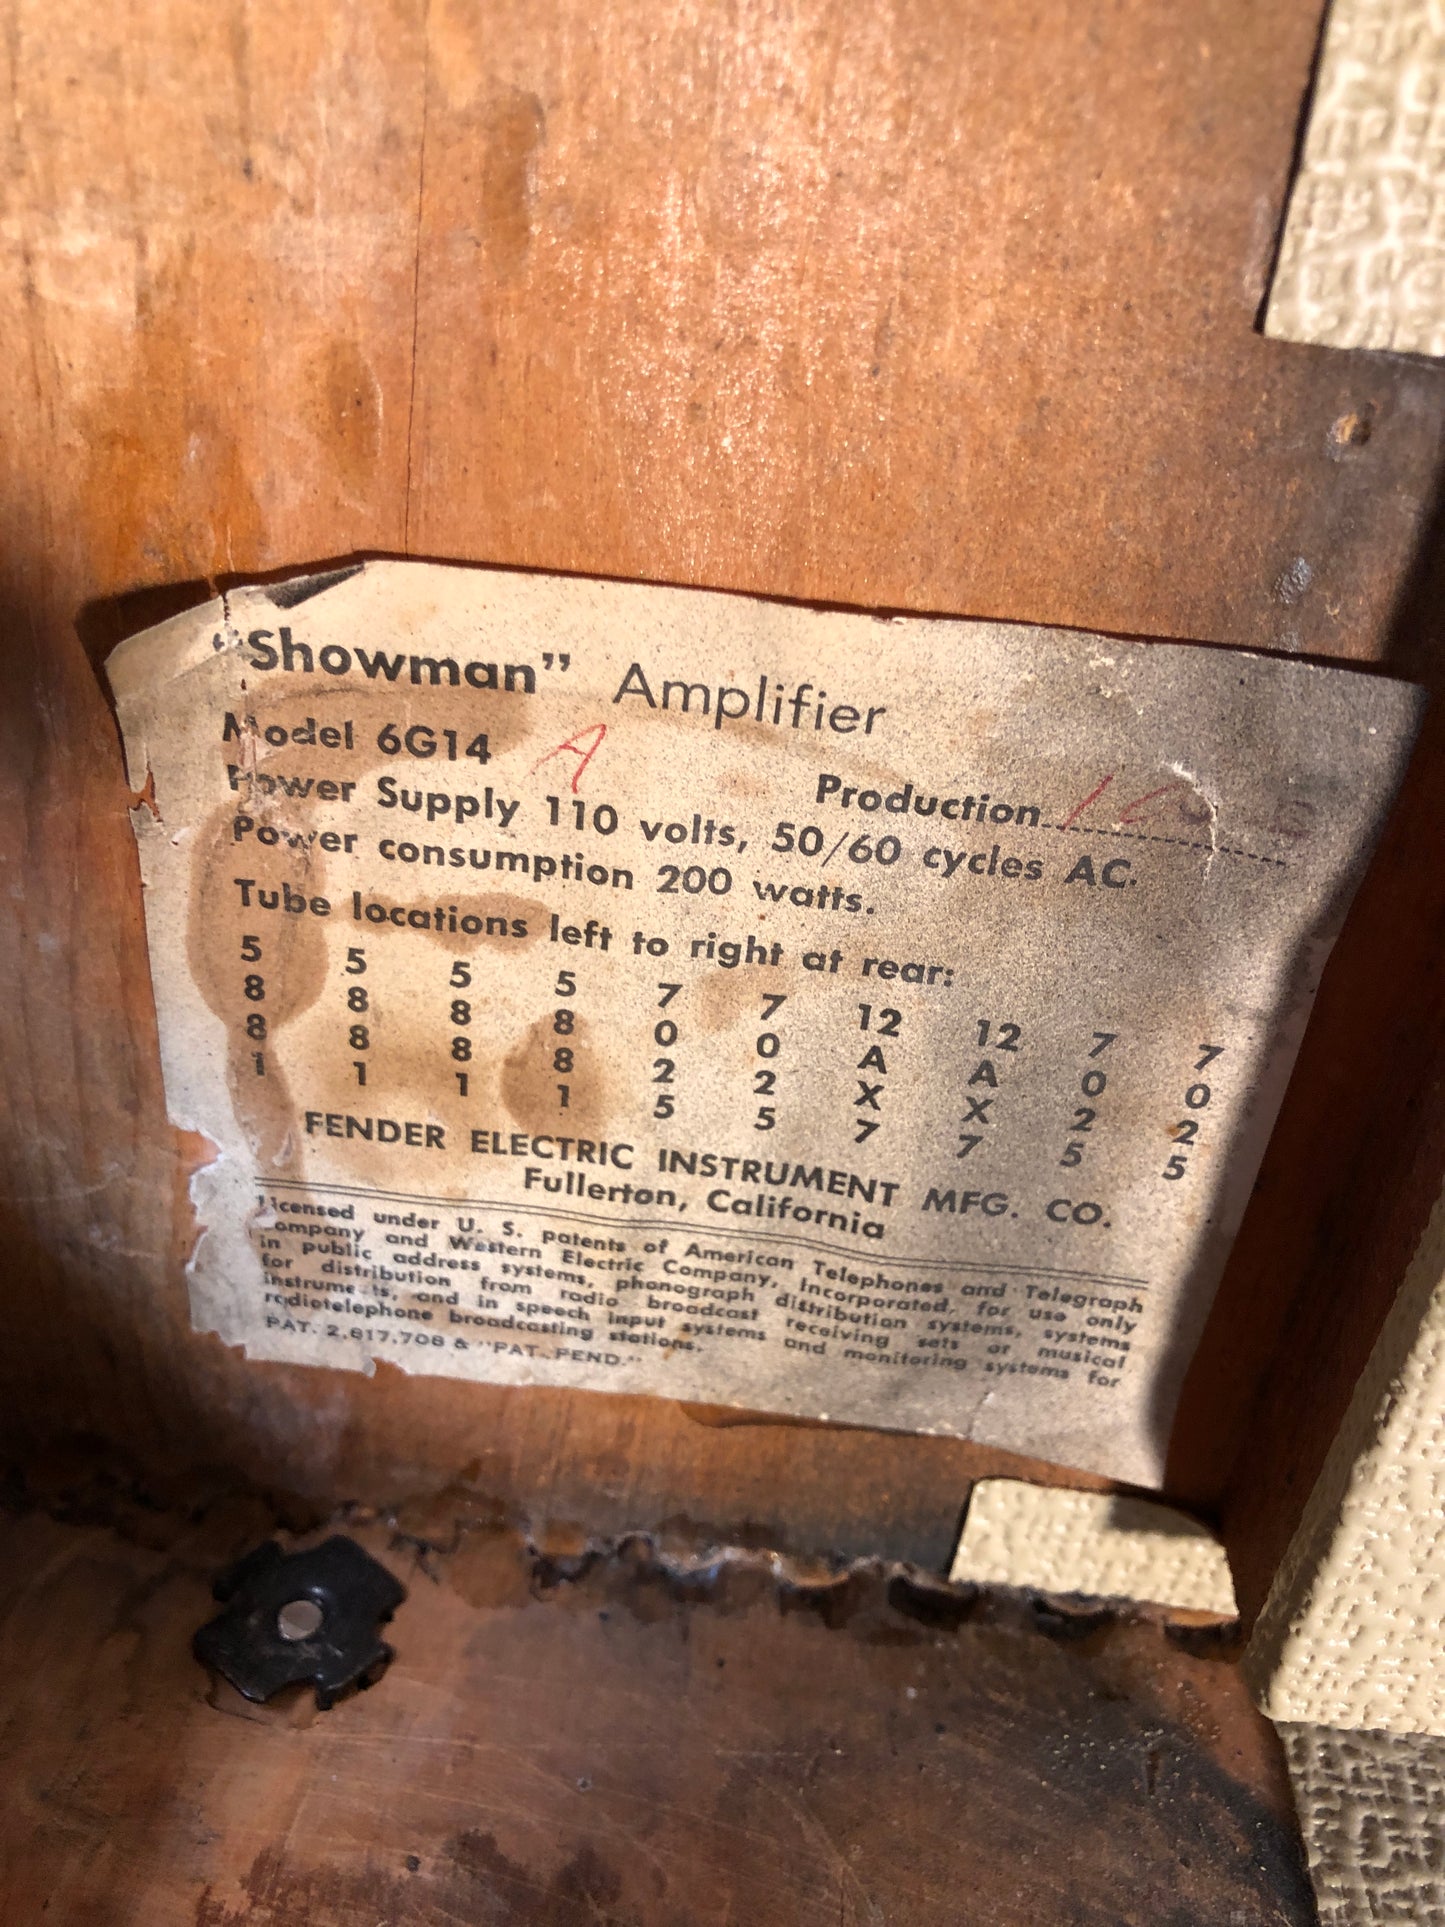 "Showman" Amplifier
Model 6G14 A
Production 1
Power Supply 110 volts, 50/60 cycles AC.
Power consumption 200 watts.
Tube locations left to right at rear:
5 5 5 5 7 7 12 12 7 7
8 8 8 8 0 0 A A 0 0
8 8 8 8 2 2 X X 2 2
1 1 1 1 5 5 7 7 5 5
FENDER ELECTRIC INSTRUMENT MFG. CO.
Fullerton, California
Licensed under U. S. patents of American Telephones and Telegraph
Company and Western Electric Company, Incorporated, for use only
in public address systems, phonograph distribution systems, systems
for distribution from radio broadcast receiving sets or musical
instruments, and in speech input systems and monitoring systems for
radiotelephone broadcasting stations.
PAT. 2,817,708 & "PAT. PEND."